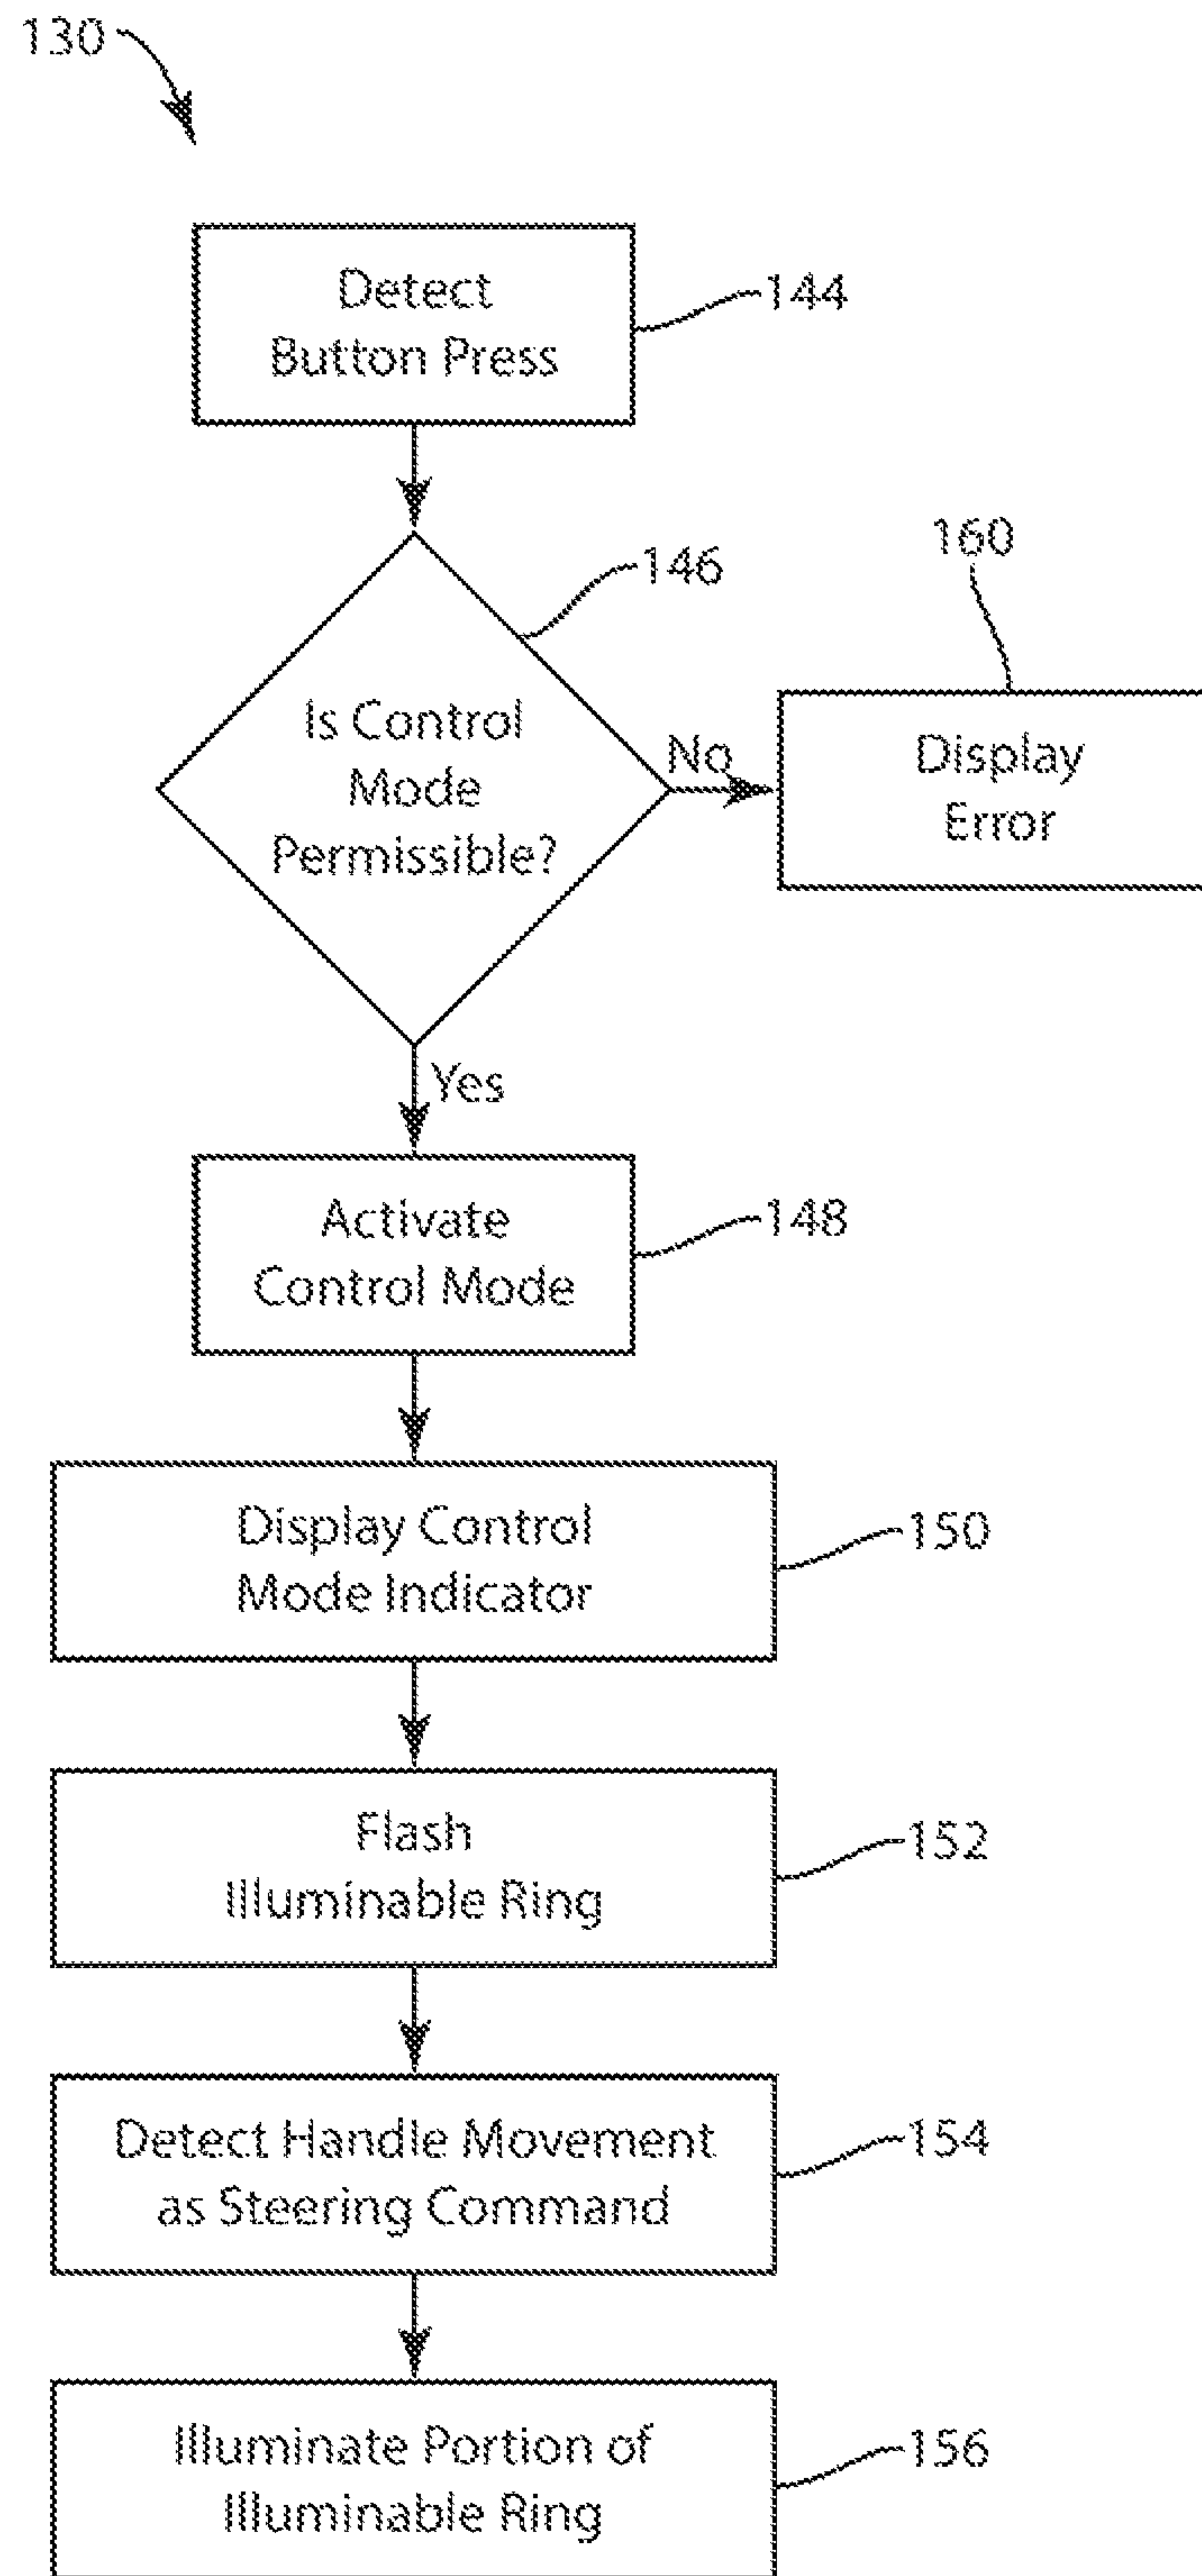 130
Detect
Button Press
144
146
160
Is Control
Mode
Permissible?
No
Display
Error
Yes
Activate
Control Mode
148
Display Control
Mode Indicator
150
Flash
Illuminable Ring
152
Detect Handle Movement
as Steering Command
154
Illuminate Portion of
Illuminable Ring
156